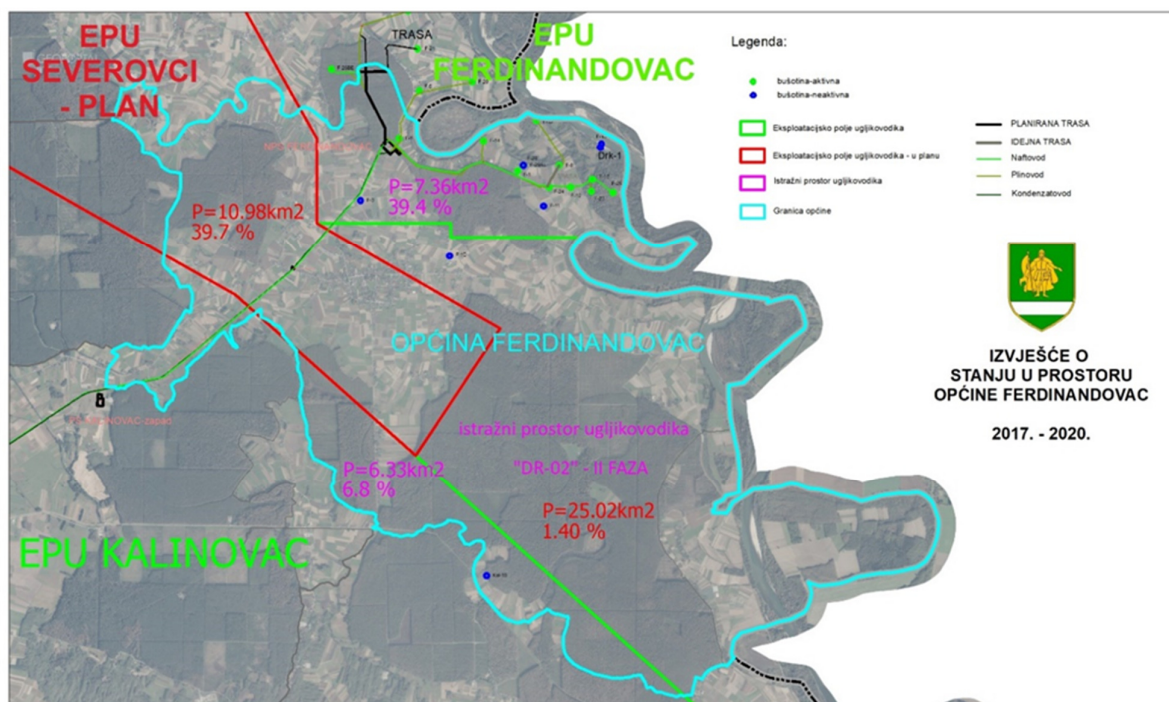 EPU
SEVEROVCI
- PLAN
TRASA
EPU
FERDINANDOVAC
Drk-1
P=7.36km2
39.4 %
P=10.98km2
39.7 %
OPĆINA FERDINANDOVAC
istražni prostor ugljikovodika
"DR-02" - II FAZA
P=6.33km2
6.8 %
P=25.02km2
1.40 %
EPU KALINOVAC
Legenda:
bušotina-aktivna
bušotina-neaktivna
Eksploatacijsko polje ugljikovodika
Eksploatacijsko polje ugljikovodika - u planu
Istražni prostor ugljikovodika
Granica općine
PLANIRANA TRASA
IDEJNA TRASA
Naftovod
Plinovod
Kondenzatovod
IZVJEŠĆE O
STANJU U PROSTORU
OPĆINE FERDINANDOVAC
2017. - 2020.